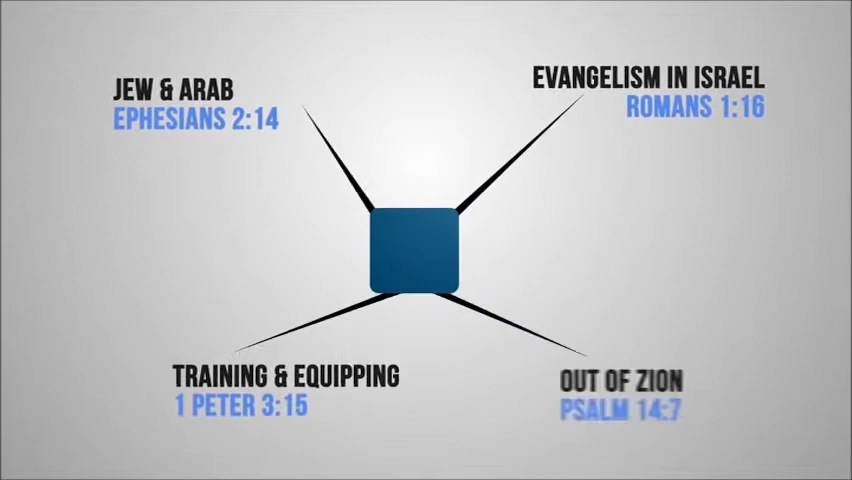 JEW & ARAB
EPHESIANS 2:14
EVANGELISM IN ISRAEL
ROMANS 1:16
TRAINING & EQUIPPING
1 PETER 3:15
OUT OF ZION
PSALM 14:7